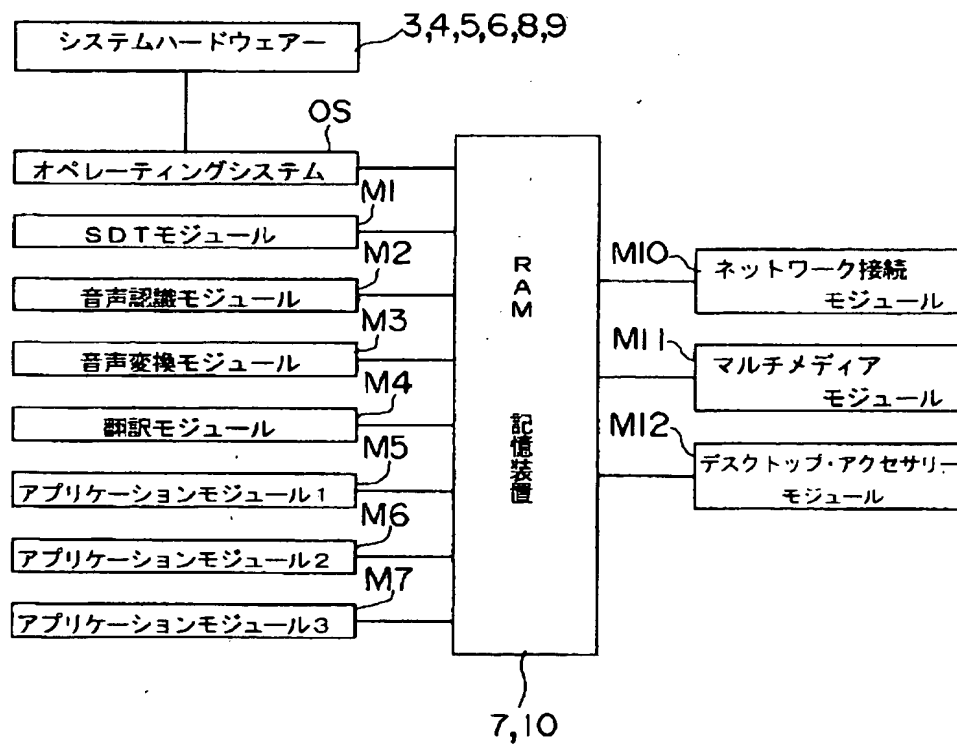 システムハードウェアー
3,4,5,6,8,9
OS
オペレーティングシステム
M1
SDTモジュール
M2
音声認識モジュール
M3
音声変換モジュール
M4
翻訳モジュール
M5
アプリケーションモジュール1
M6
アプリケーションモジュール2
M7
アプリケーションモジュール3
RAM
記憶装置
7,10
M10
ネットワーク接続
モジュール
M11
マルチメディア
モジュール
M12
デスクトップ・アクセサリー
モジュール